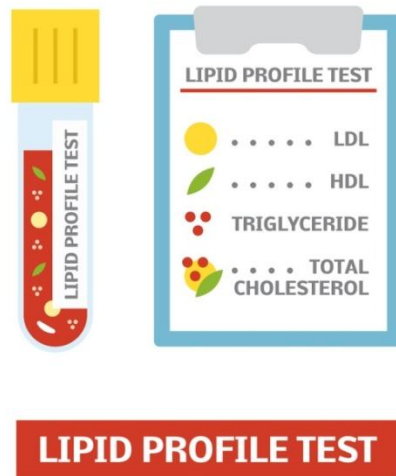 LIPID PROFILE TEST
LIPID PROFILE TEST
..... LDL
..... HDL
TRIGLYCERIDE
.... TOTAL
CHOLESTEROL
LIPID PROFILE TEST